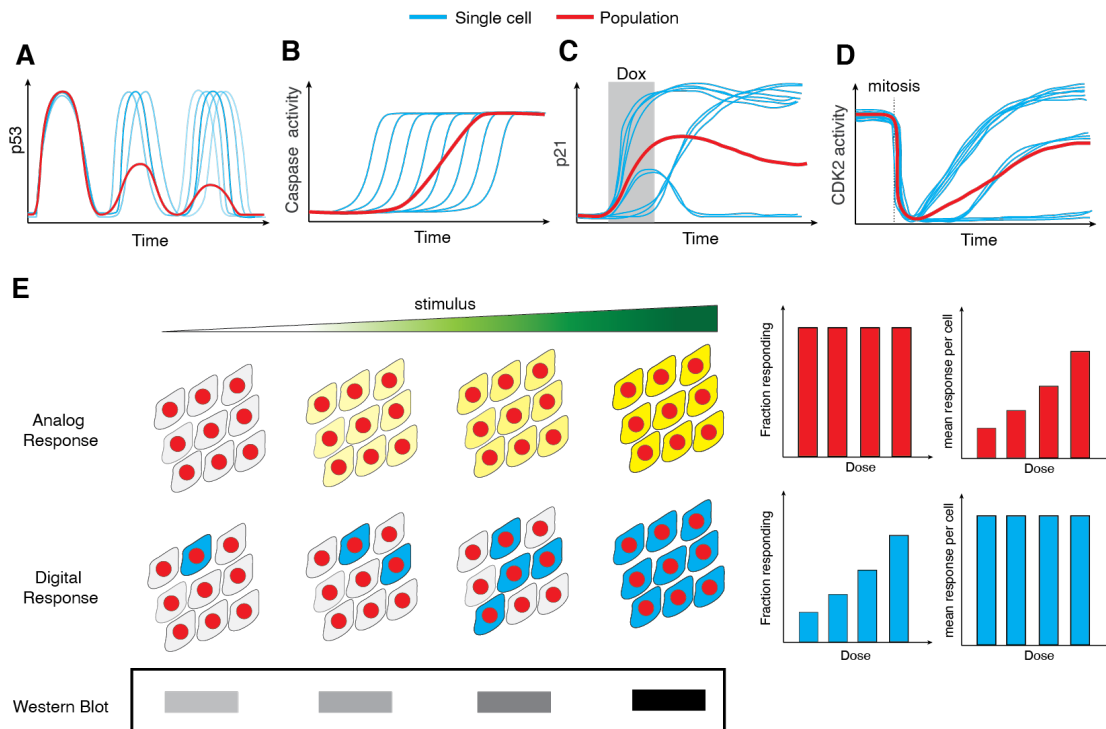 Single cell
Population
A
p53
Time
B
Caspase activity
Time
C
Dox
p21
Time
D
mitosis
CDK2 activity
Time
E
stimulus
Analog
Response
Fraction responding
Dose
mean response per cell
Dose
Digital
Response
Fraction responding
Dose
mean response per cell
Dose
Western Blot